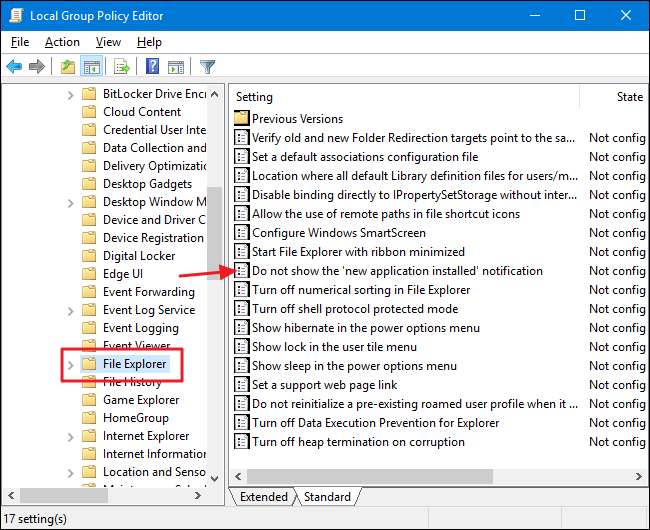 Local Group Policy Editor
File Action View Help
BitLocker Drive Enc
Cloud Content
Credential User Inte
Data Collection and
Delivery Optimizatio
Desktop Gadgets
Desktop Window M
Device and Driver C
Device Registration
Digital Locker
Edge UI
Event Forwarding
Event Log Service
Event Logging
Event Viewer
File Explorer
File History
Game Explorer
HomeGroup
Internet Explorer
Internet Information
Location and Senso
Maintenance Schedul
Setting State
Previous Versions
Verify old and new Folder Redirection targets point to the sa... Not config
Set a default associations configuration file Not config
Location where all default Library definition files for users/m... Not config
Disable binding directly to IPropertySetStorage without inter... Not config
Allow the use of remote paths in file shortcut icons Not config
Configure Windows SmartScreen Not config
Start File Explorer with ribbon minimized Not config
Do not show the 'new application installed' notification Not config
Turn off numerical sorting in File Explorer Not config
Turn off shell protocol protected mode Not config
Show hibernate in the power options menu Not config
Show lock in the user tile menu Not config
Show sleep in the power options menu Not config
Set a support web page link Not config
Do not reinitialize a pre-existing roamed user profile when it ... Not config
Turn off Data Execution Prevention for Explorer Not config
Turn off heap termination on corruption Not config
Extended Standard
17 setting(s)